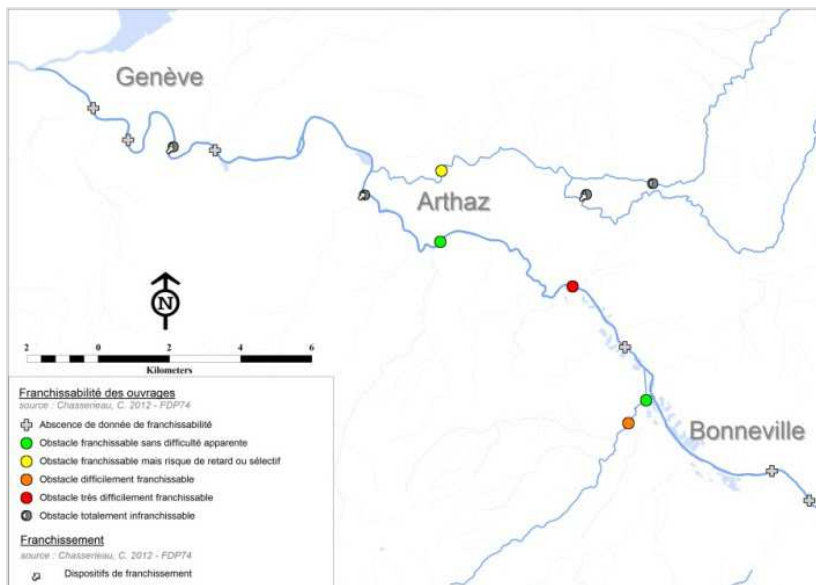 Genève
Arthaz
N
2 0 2 4 6
Kilometers
Bonneville
Franchissabilité des ouvrages
source : Chasserieau, C. 2012 - FDP74
Abscence de donnée de franchissabilité
Obstacle franchissable sans difficulté apparente
Obstacle franchissable mais risque de retard ou sélectif
Obstacle difficilement franchissable
Obstacle très difficilement franchissable
Obstacle totalement infranchissable
Franchissement
source : Chasserieau, C. 2012 - FDP74
Dispositifs de franchissement